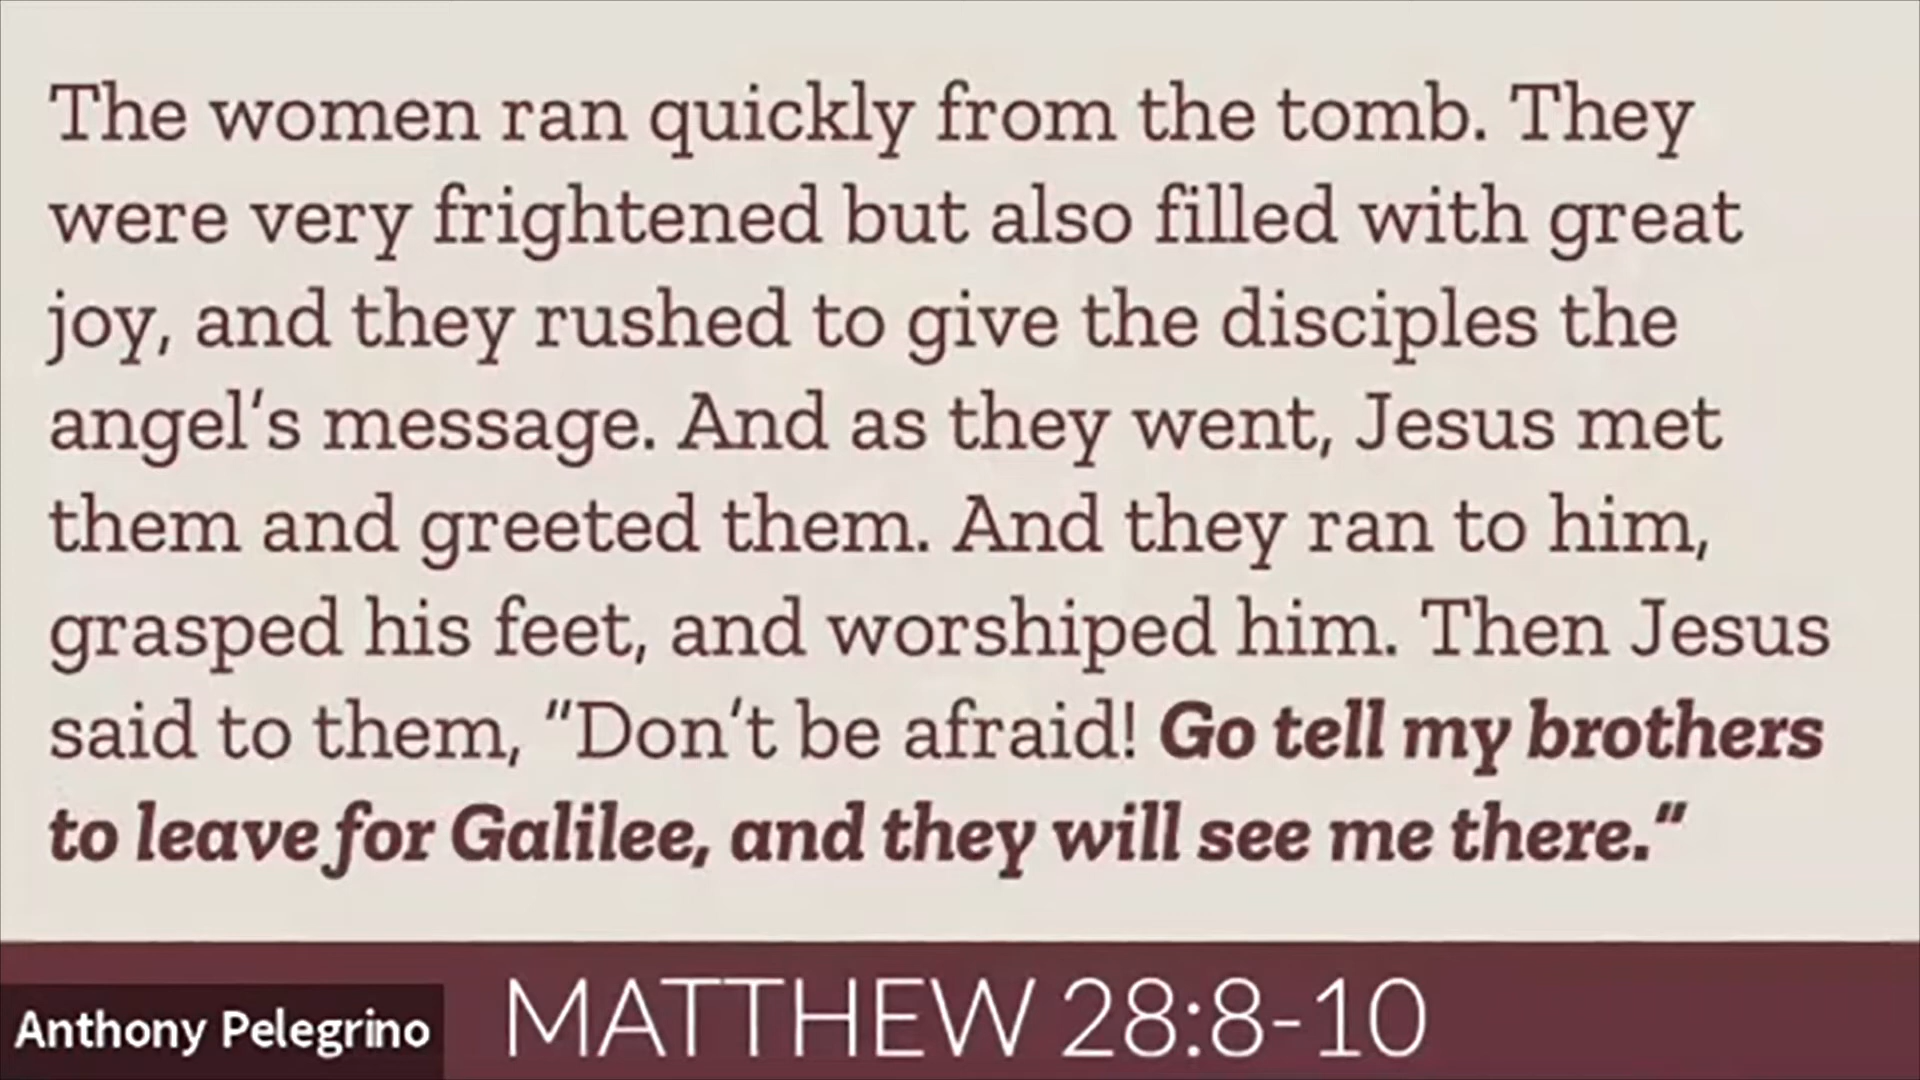 The women ran quickly from the tomb. They
were very frightened but also filled with great
joy, and they rushed to give the disciples the
angel's message. And as they went, Jesus met
them and greeted them. And they ran to him,
grasped his feet, and worshiped him. Then Jesus
said to them, "Don't be afraid! Go tell my brothers
to leave for Galilee, and they will see me there."
MATTHEW 28:8-10
Anthony Pelegrino